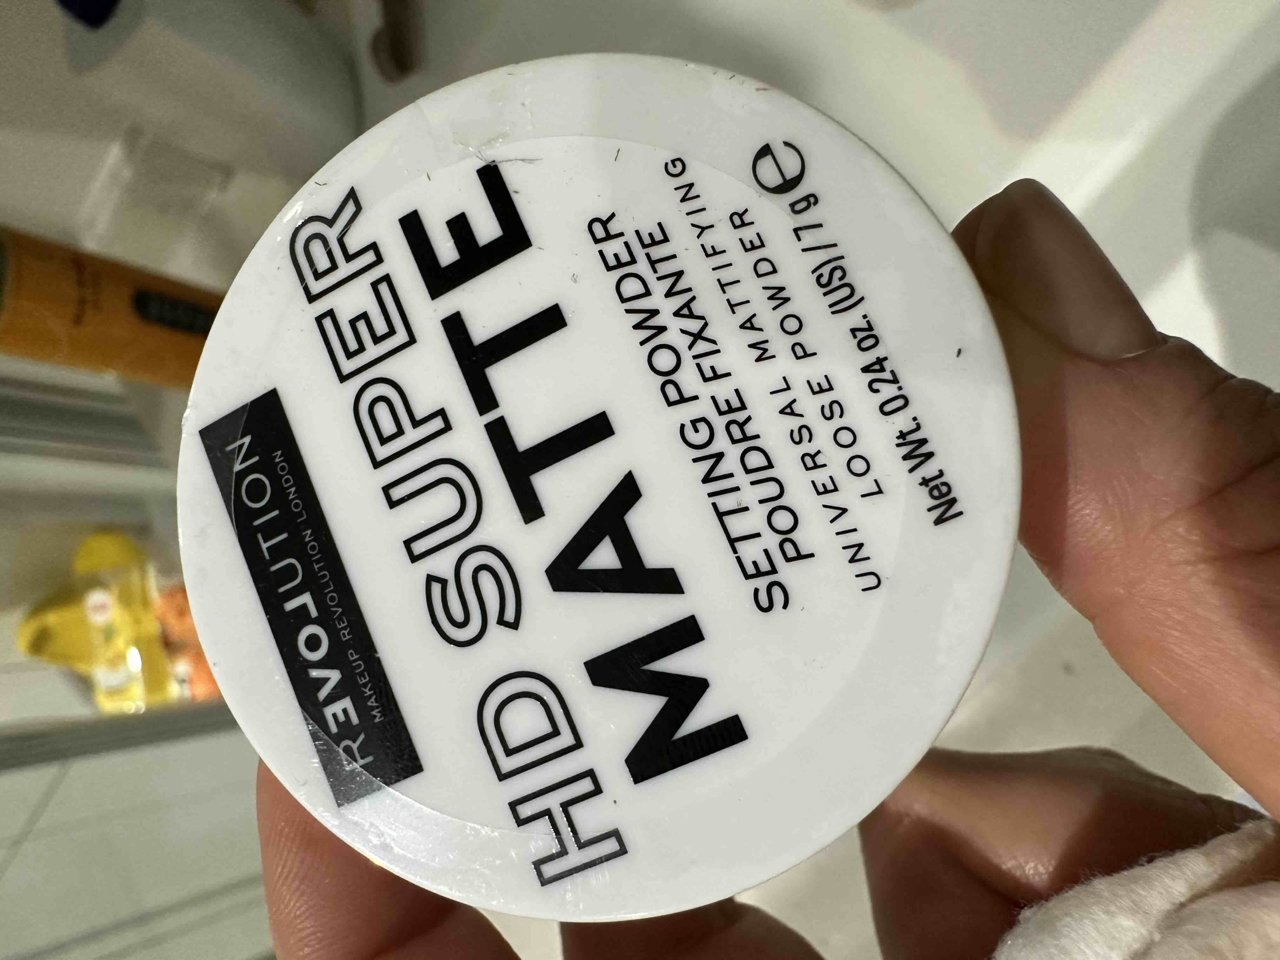 REVOLUTION
MAKEUP REVOLUTION LONDON
HD SUPER
MATTE
SETTING POWDER
POUDRE FIXANTE
UNIVERSAL MATTIFYING
LOOSE POWDER
Net Wt. 0.24 oz. (US) / 7 g ℮